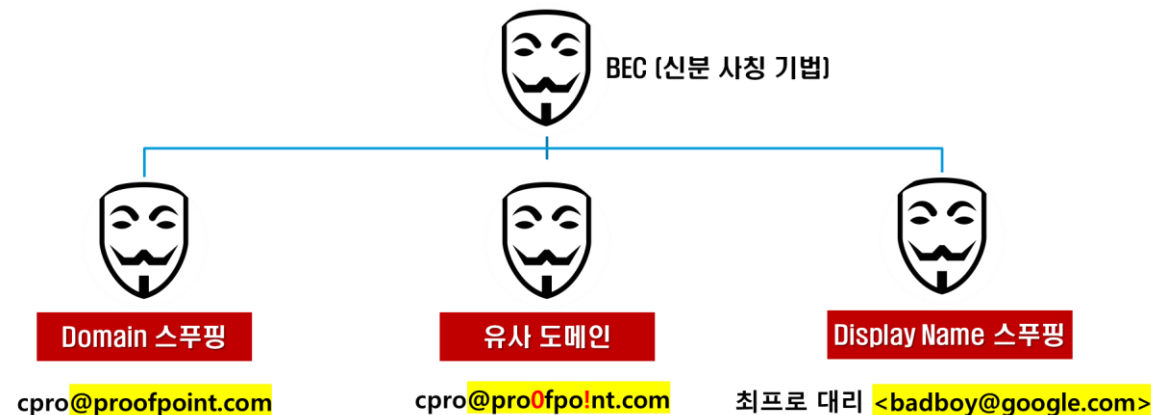 BEC (신분 사칭 기법)
Domain 스푸핑
유사 도메인
Display Name 스푸핑
cpro@proofpoint.com
cpro@pro0fpo!nt.com
최프로 대리 <badboy@google.com>